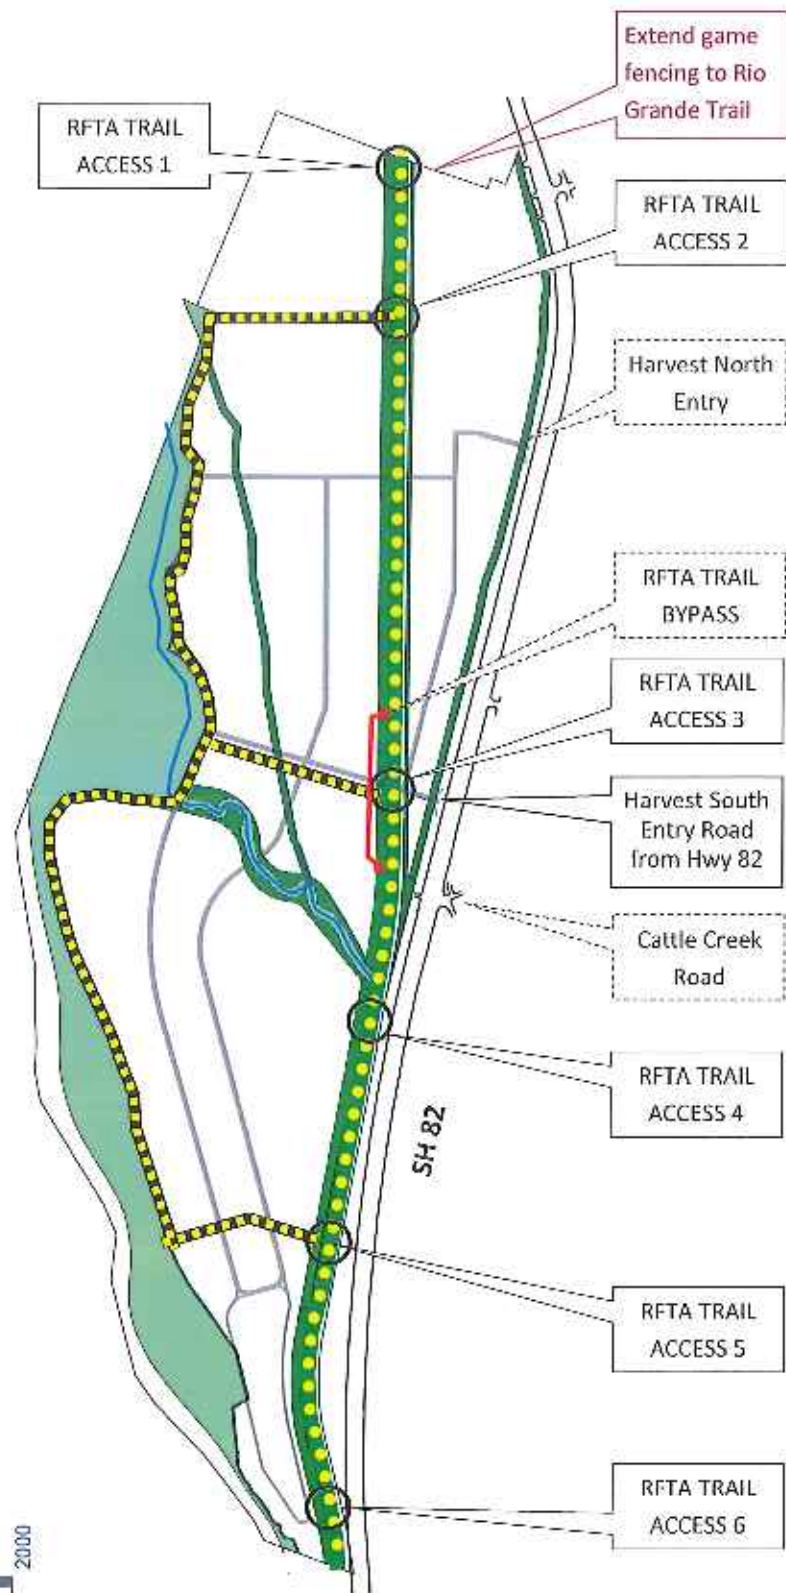 Extend game
fencing to Rio
Grande Trail
RFTA TRAIL
ACCESS 1
RFTA TRAIL
ACCESS 2
Harvest North
Entry
RFTA TRAIL
BYPASS
RFTA TRAIL
ACCESS 3
Harvest South
Entry Road
from Hwy 82
Cattle Creek
Road
RFTA TRAIL
ACCESS 4
SH 82
RFTA TRAIL
ACCESS 5
RFTA TRAIL
ACCESS 6
2000